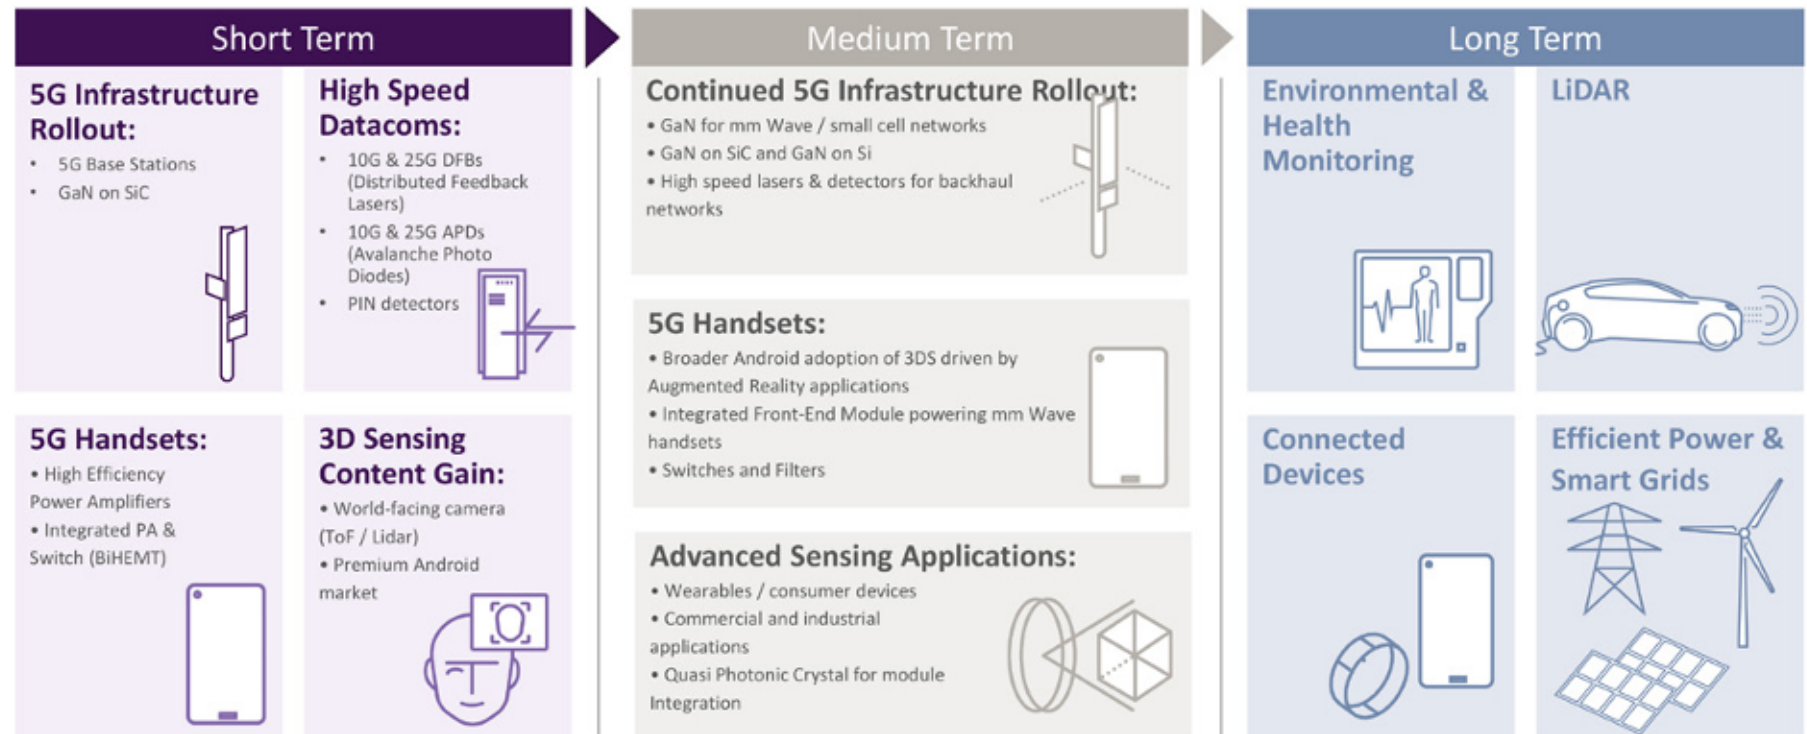 Short Term
5G Infrastructure
Rollout:
• 5G Base Stations
• GaN on SiC
High Speed
Datacoms:
• 10G & 25G DFBs
(Distributed Feedback
Lasers)
• 10G & 25G APDs
(Avalanche Photo
Diodes)
• PIN detectors
5G Handsets:
• High Efficiency
Power Amplifiers
• Integrated PA &
Switch (BiHEMT)
3D Sensing
Content Gain:
• World-facing camera
(ToF / Lidar)
• Premium Android
market
Medium Term
Continued 5G Infrastructure Rollout:
• GaN for mm Wave / small cell networks
• GaN on SiC and GaN on Si
• High speed lasers & detectors for backhaul
networks
5G Handsets:
• Broader Android adoption of 3DS driven by
Augmented Reality applications
• Integrated Front-End Module powering mm Wave
handsets
• Switches and Filters
Advanced Sensing Applications:
• Wearables / consumer devices
• Commercial and industrial
applications
• Quasi Photonic Crystal for module
Integration
Long Term
Environmental &
Health
Monitoring
LiDAR
Connected
Devices
Efficient Power &
Smart Grids